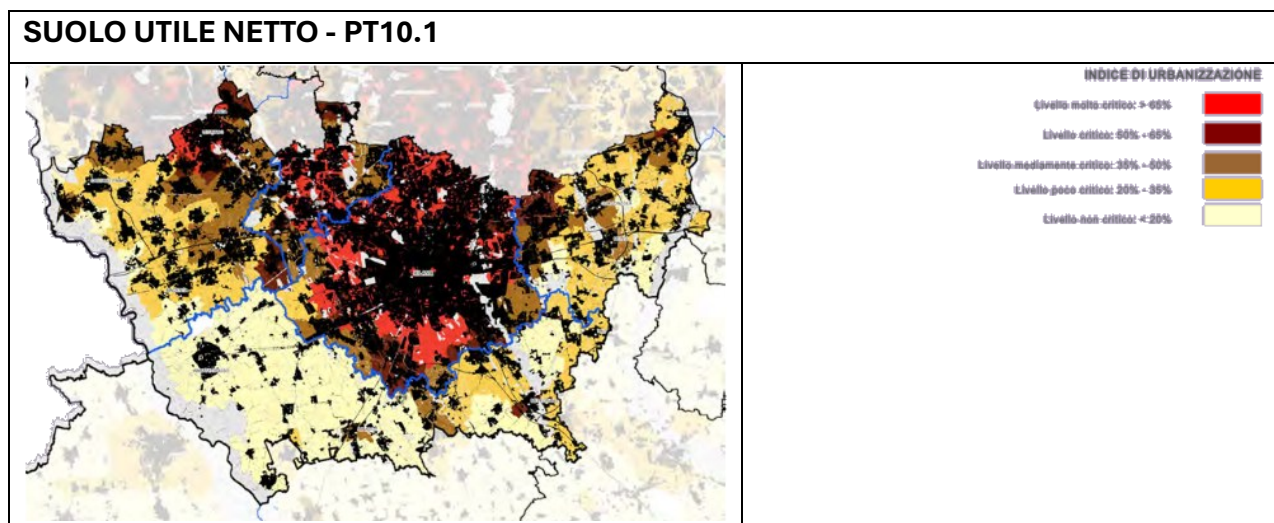 SUOLO UTILE NETTO - PT10.1
INDICE DI URBANIZZAZIONE
Livello molto critico: > 65%
Livello critico: 50% - 65%
Livello mediamente critico: 35% - 50%
Livello poco critico: 20% - 35%
Livello non critico: < 20%